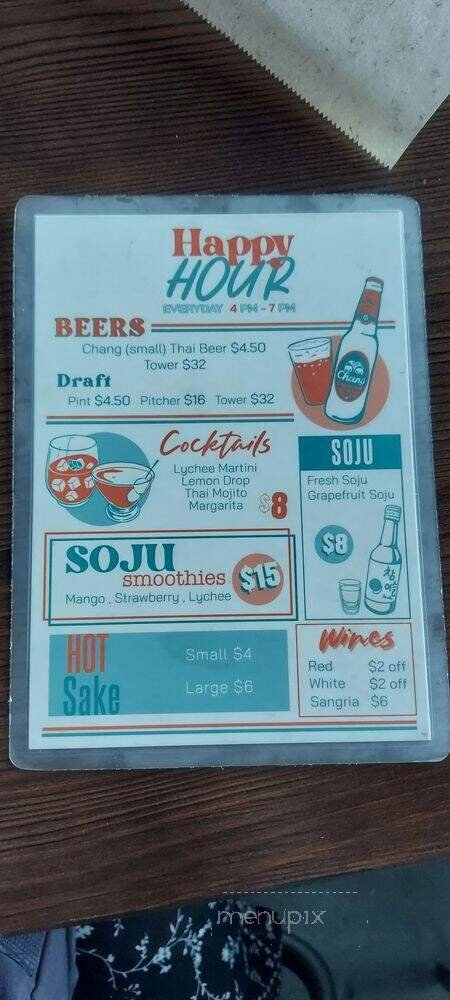 Happy
HOUR
EVERYDAY 4 PM - 7 PM
BEERS
Chang (small) Thai Beer $4.50
Tower $32
Draft
Pint $4.50 Pitcher $16 Tower $32
Chang
Cocktails
Lychee Martini
Lemon Drop
Thai Mojito
Margarita
$8
SOJU
Fresh Soju
Grapefruit Soju
$8
SOJU
smoothies
$15
Mango , Strawberry , Lychee
HOT
Sake
Small $4
Large $6
Wines
Red $2 off
White $2 off
Sangria $6
menupix